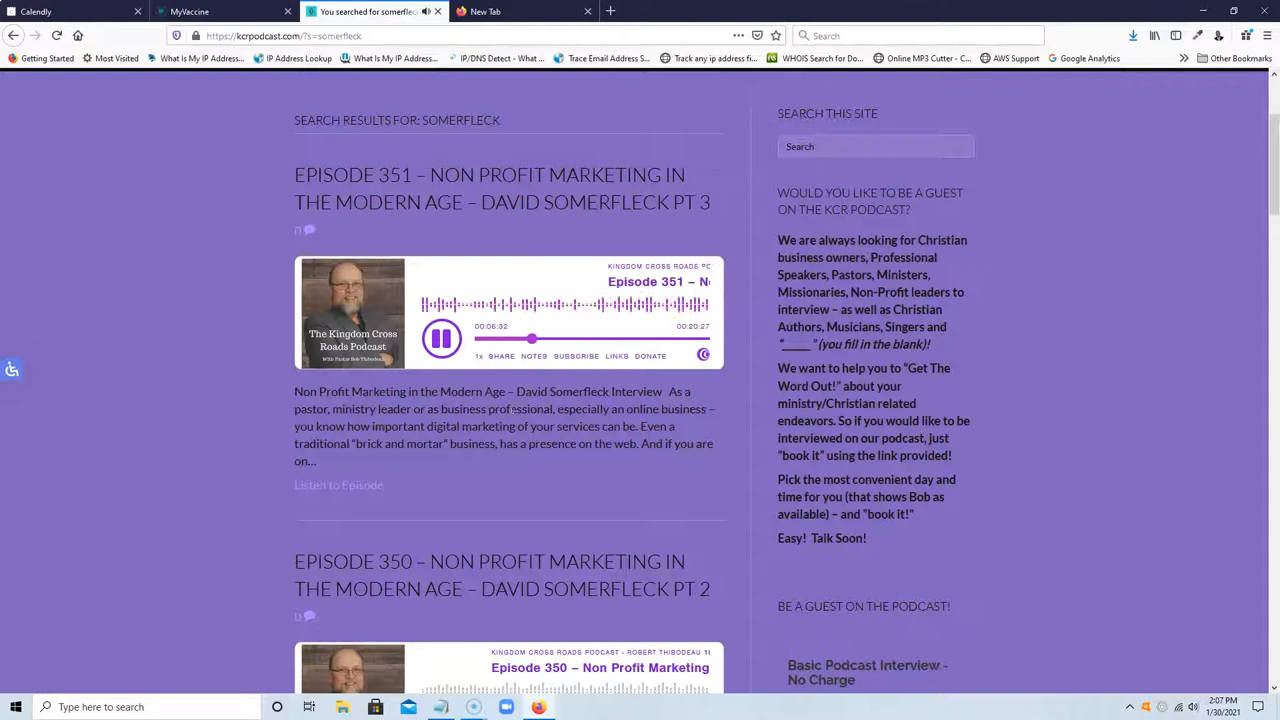 Calendly
MyVaccine
You searched for somerfleck
New Tab
https://kcrpodcast.com/?s=somerfleck
Search
Getting Started
Most Visited
What Is My IP Address...
IP Address Lookup
What Is My IP Address...
IP/DNS Detect - What ...
Trace Email Address S...
Track any ip address fi...
WHOIS Search for Do...
Online MP3 Cutter - C...
AWS Support
Google Analytics
Other Bookmarks
SEARCH RESULTS FOR: SOMERFLECK
EPISODE 351 – NON PROFIT MARKETING IN
THE MODERN AGE – DAVID SOMERFLECK PT 3
0
KINGDOM CROSS ROADS
Episode 351 –
00:06:32
00:20:27
1x SHARE NOTES SUBSCRIBE LINKS DONATE
The Kingdom Cross
Roads Podcast
With Pastor Bob Thibodeau
Non Profit Marketing in the Modern Age – David Somerfleck Interview As a
pastor, ministry leader or as business professional, especially an online business –
you know how important digital marketing of your services can be. Even a
traditional “brick and mortar” business, has a presence on the web. And if you are
on…
Listen to Episode
EPISODE 350 – NON PROFIT MARKETING IN
THE MODERN AGE – DAVID SOMERFLECK PT 2
0
KINGDOM CROSS ROADS PODCAST - ROBERT THIBODEAU
Episode 350 – Non Profit Marketing
SEARCH THIS SITE
Search
WOULD YOU LIKE TO BE A GUEST
ON THE KCR PODCAST?
We are always looking for Christian
business owners, Professional
Speakers, Pastors, Ministers,
Missionaries, Non-Profit leaders to
interview – as well as Christian
Authors, Musicians, Singers and
“_____” (you fill in the blank)!
We want to help you to “Get The
Word Out!” about your
ministry/Christian related
endeavors. So if you would like to be
interviewed on our podcast, just
“book it” using the link provided!
Pick the most convenient day and
time for you (that shows Bob as
available) – and “book it!”
Easy! Talk Soon!
BE A GUEST ON THE PODCAST!
Basic Podcast Interview -
No Charge
Type here to search
2:07 PM
1/30/2021